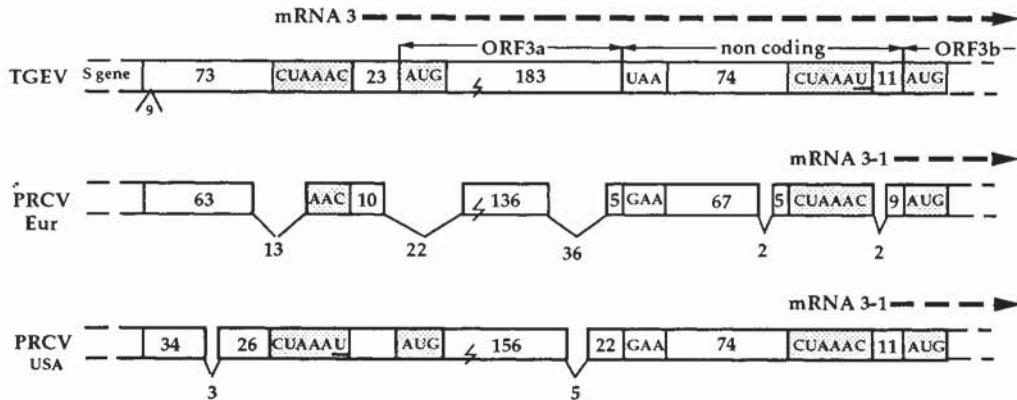 mRNA 3
ORF3a non coding ORF3b
TGEV S gene 73 CUAAAC 23 AUG 183 UAA 74 CUAAAU 11 AUG
9
mRNA 3-1
PRCV 63 AAC 10 136 5 GAA 67 5 CUAAAC 9 AUG
Eur
13 22 36 2 2
mRNA 3-1
PRCV 34 26 CUAAAU AUG 156 22 GAA 74 CUAAAC 11 AUG
USA
3 5